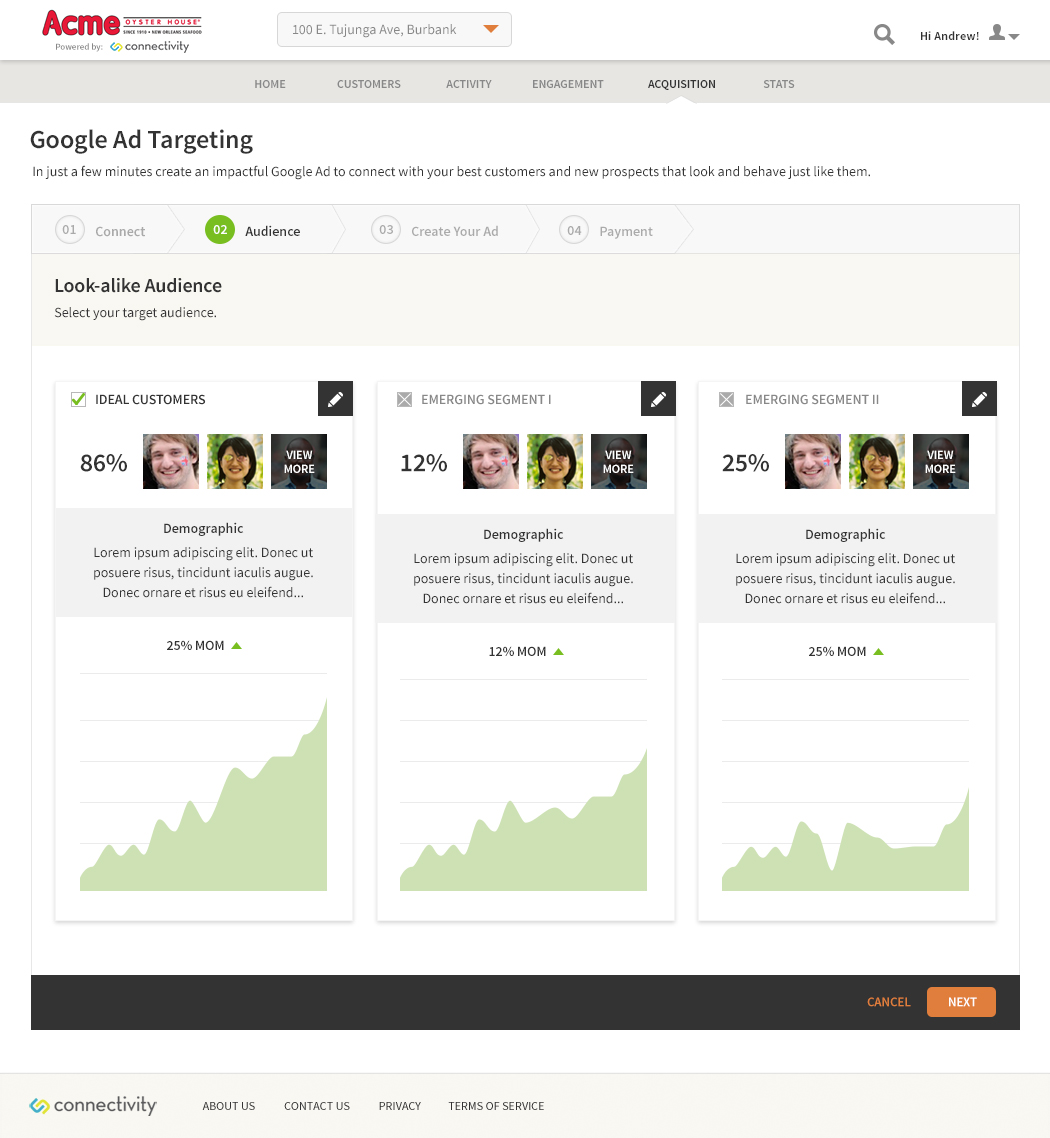 Acme OYSTER HOUSE
SINCE 1910 • NEW ORLEANS SEAFOOD
Powered by: connectivity
100 E. Tujunga Ave, Burbank
Hi Andrew!
HOME CUSTOMERS ACTIVITY ENGAGEMENT ACQUISITION STATS
Google Ad Targeting
In just a few minutes create an impactful Google Ad to connect with your best customers and new prospects that look and behave just like them.
01 Connect 02 Audience 03 Create Your Ad 04 Payment
Look-alike Audience
Select your target audience.
IDEAL CUSTOMERS
86%
VIEW
MORE
Demographic
Lorem ipsum adipiscing elit. Donec ut
posuere risus, tincidunt iaculis augue.
Donec ornare et risus eu eleifend...
25% MOM
EMERGING SEGMENT I
12%
VIEW
MORE
Demographic
Lorem ipsum adipiscing elit. Donec ut
posuere risus, tincidunt iaculis augue.
Donec ornare et risus eu eleifend...
12% MOM
EMERGING SEGMENT II
25%
VIEW
MORE
Demographic
Lorem ipsum adipiscing elit. Donec ut
posuere risus, tincidunt iaculis augue.
Donec ornare et risus eu eleifend...
25% MOM
CANCEL NEXT
connectivity ABOUT US CONTACT US PRIVACY TERMS OF SERVICE